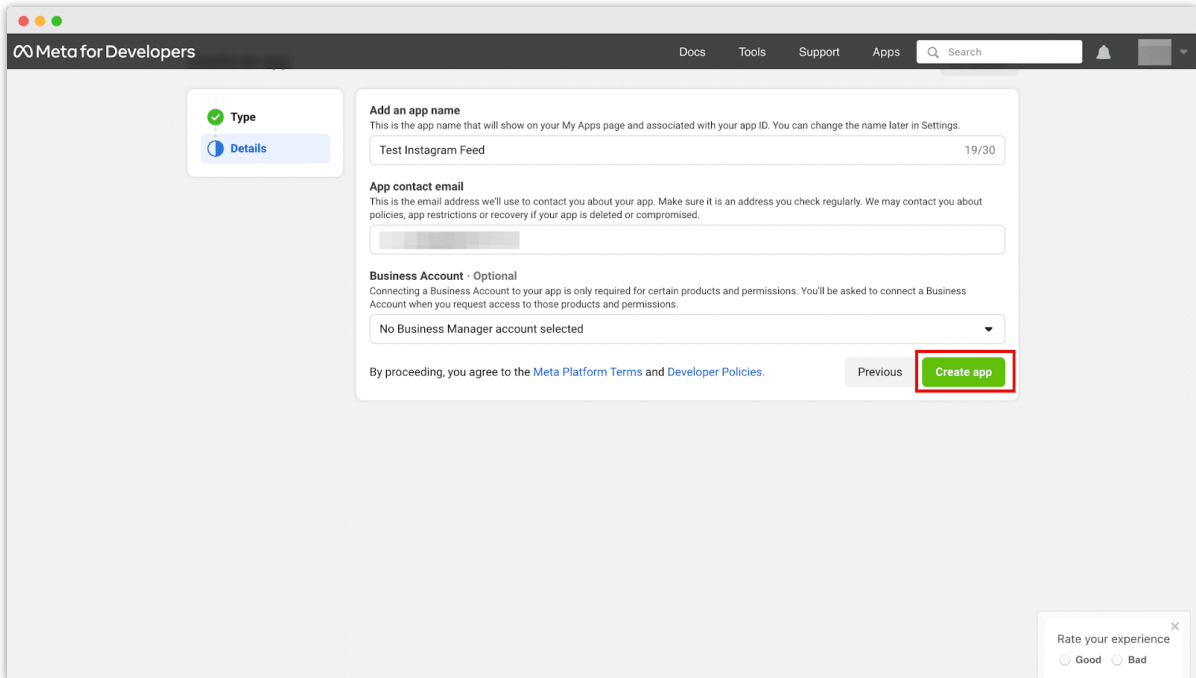 Meta for Developers
Docs
Tools
Support
Apps
Search
Type
Details
Add an app name
This is the app name that will show on your My Apps page and associated with your app ID. You can change the name later in Settings.
Test Instagram Feed
19/30
App contact email
This is the email address we'll use to contact you about your app. Make sure it is an address you check regularly. We may contact you about
policies, app restrictions or recovery if your app is deleted or compromised.
Business Account · Optional
Connecting a Business Account to your app is only required for certain products and permissions. You'll be asked to connect a Business
Account when you request access to those products and permissions.
No Business Manager account selected
By proceeding, you agree to the Meta Platform Terms and Developer Policies.
Previous
Create app
Rate your experience
Good
Bad